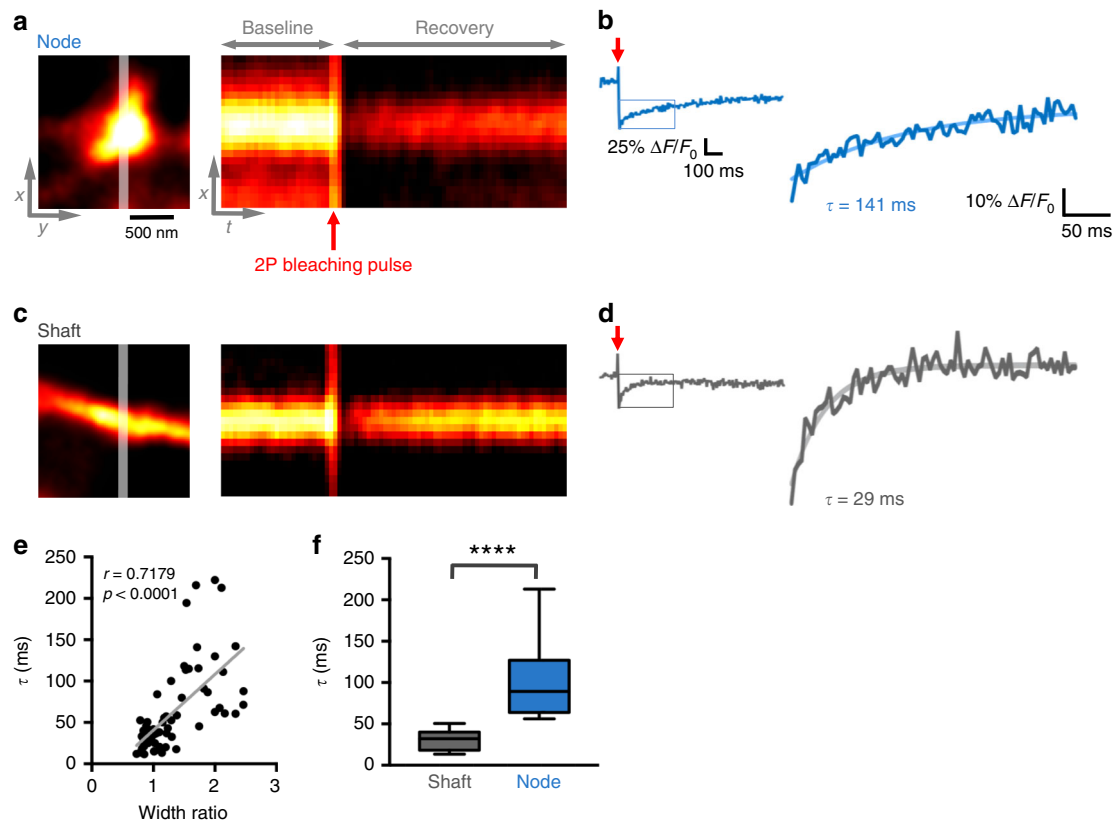 a
Node
Baseline
Recovery
x
y
500 nm
x
t
2P bleaching pulse
b
25% ΔF/F0
100 ms
τ = 141 ms
10% ΔF/F0
50 ms
c
Shaft
d
τ = 29 ms
e
250
200
150
100
50
0
τ (ms)
r = 0.7179
p < 0.0001
0 1 2 3
Width ratio
f
****
250
200
150
100
50
0
τ (ms)
Shaft Node